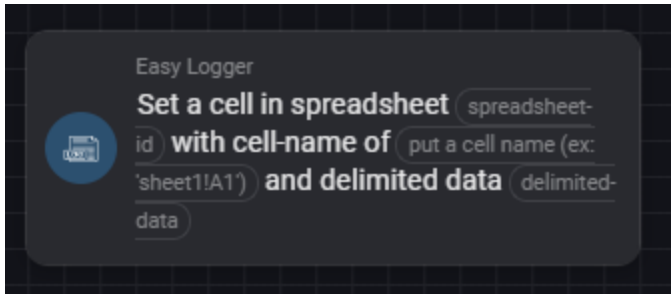 Easy Logger
Set a cell in spreadsheet spreadsheet-
id with cell-name of put a cell name (ex:
'sheet1!A1') and delimited data delimited-
data